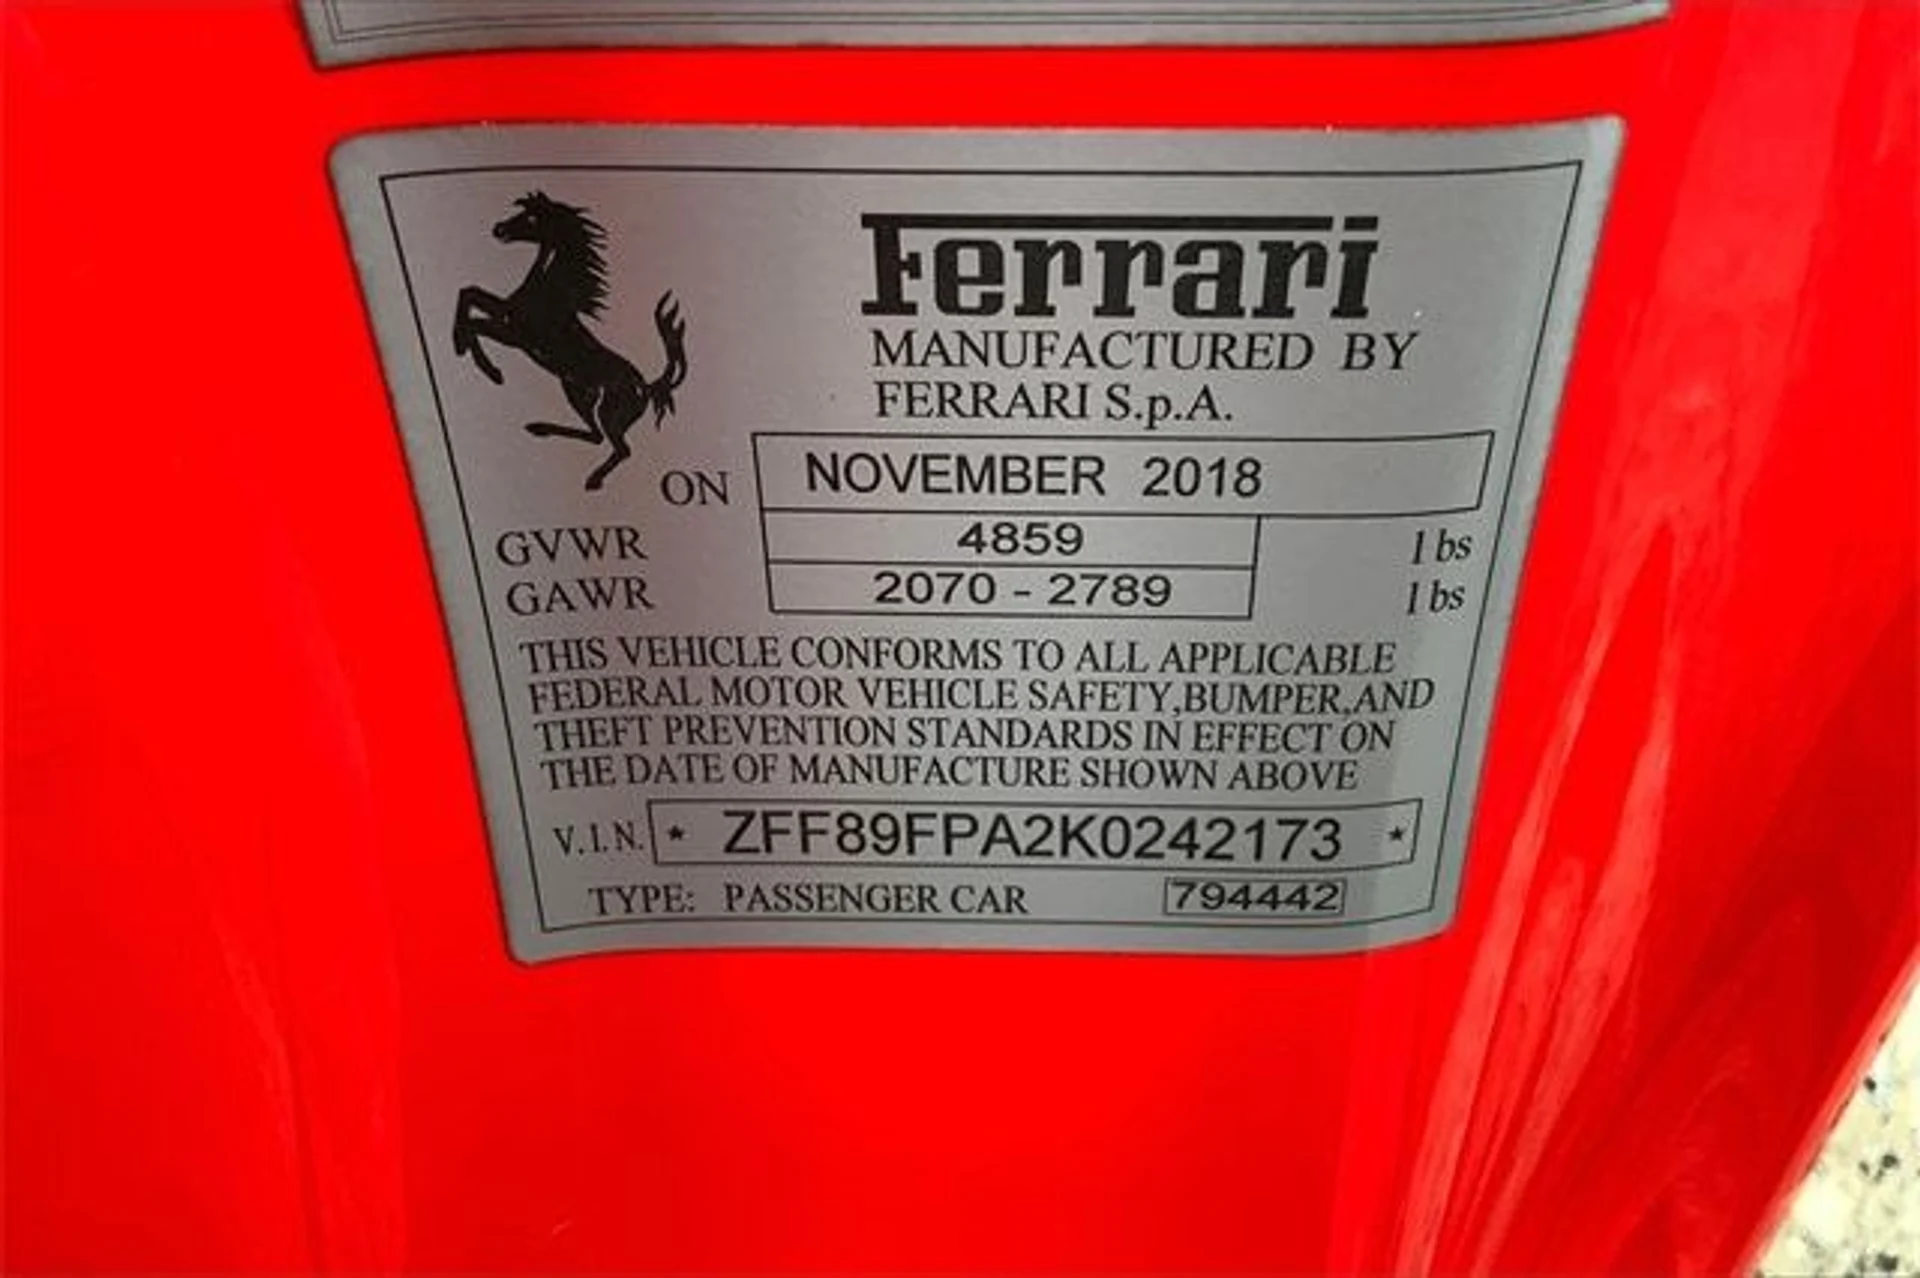 Ferrari
MANUFACTURED BY
FERRARI S.p.A.
ON NOVEMBER 2018
GVWR 4859 lbs
GAWR 2070 - 2789 lbs
THIS VEHICLE CONFORMS TO ALL APPLICABLE
FEDERAL MOTOR VEHICLE SAFETY,BUMPER,AND
THEFT PREVENTION STANDARDS IN EFFECT ON
THE DATE OF MANUFACTURE SHOWN ABOVE
V.I.N. * ZFF89FPA2K0242173 *
TYPE: PASSENGER CAR 794442